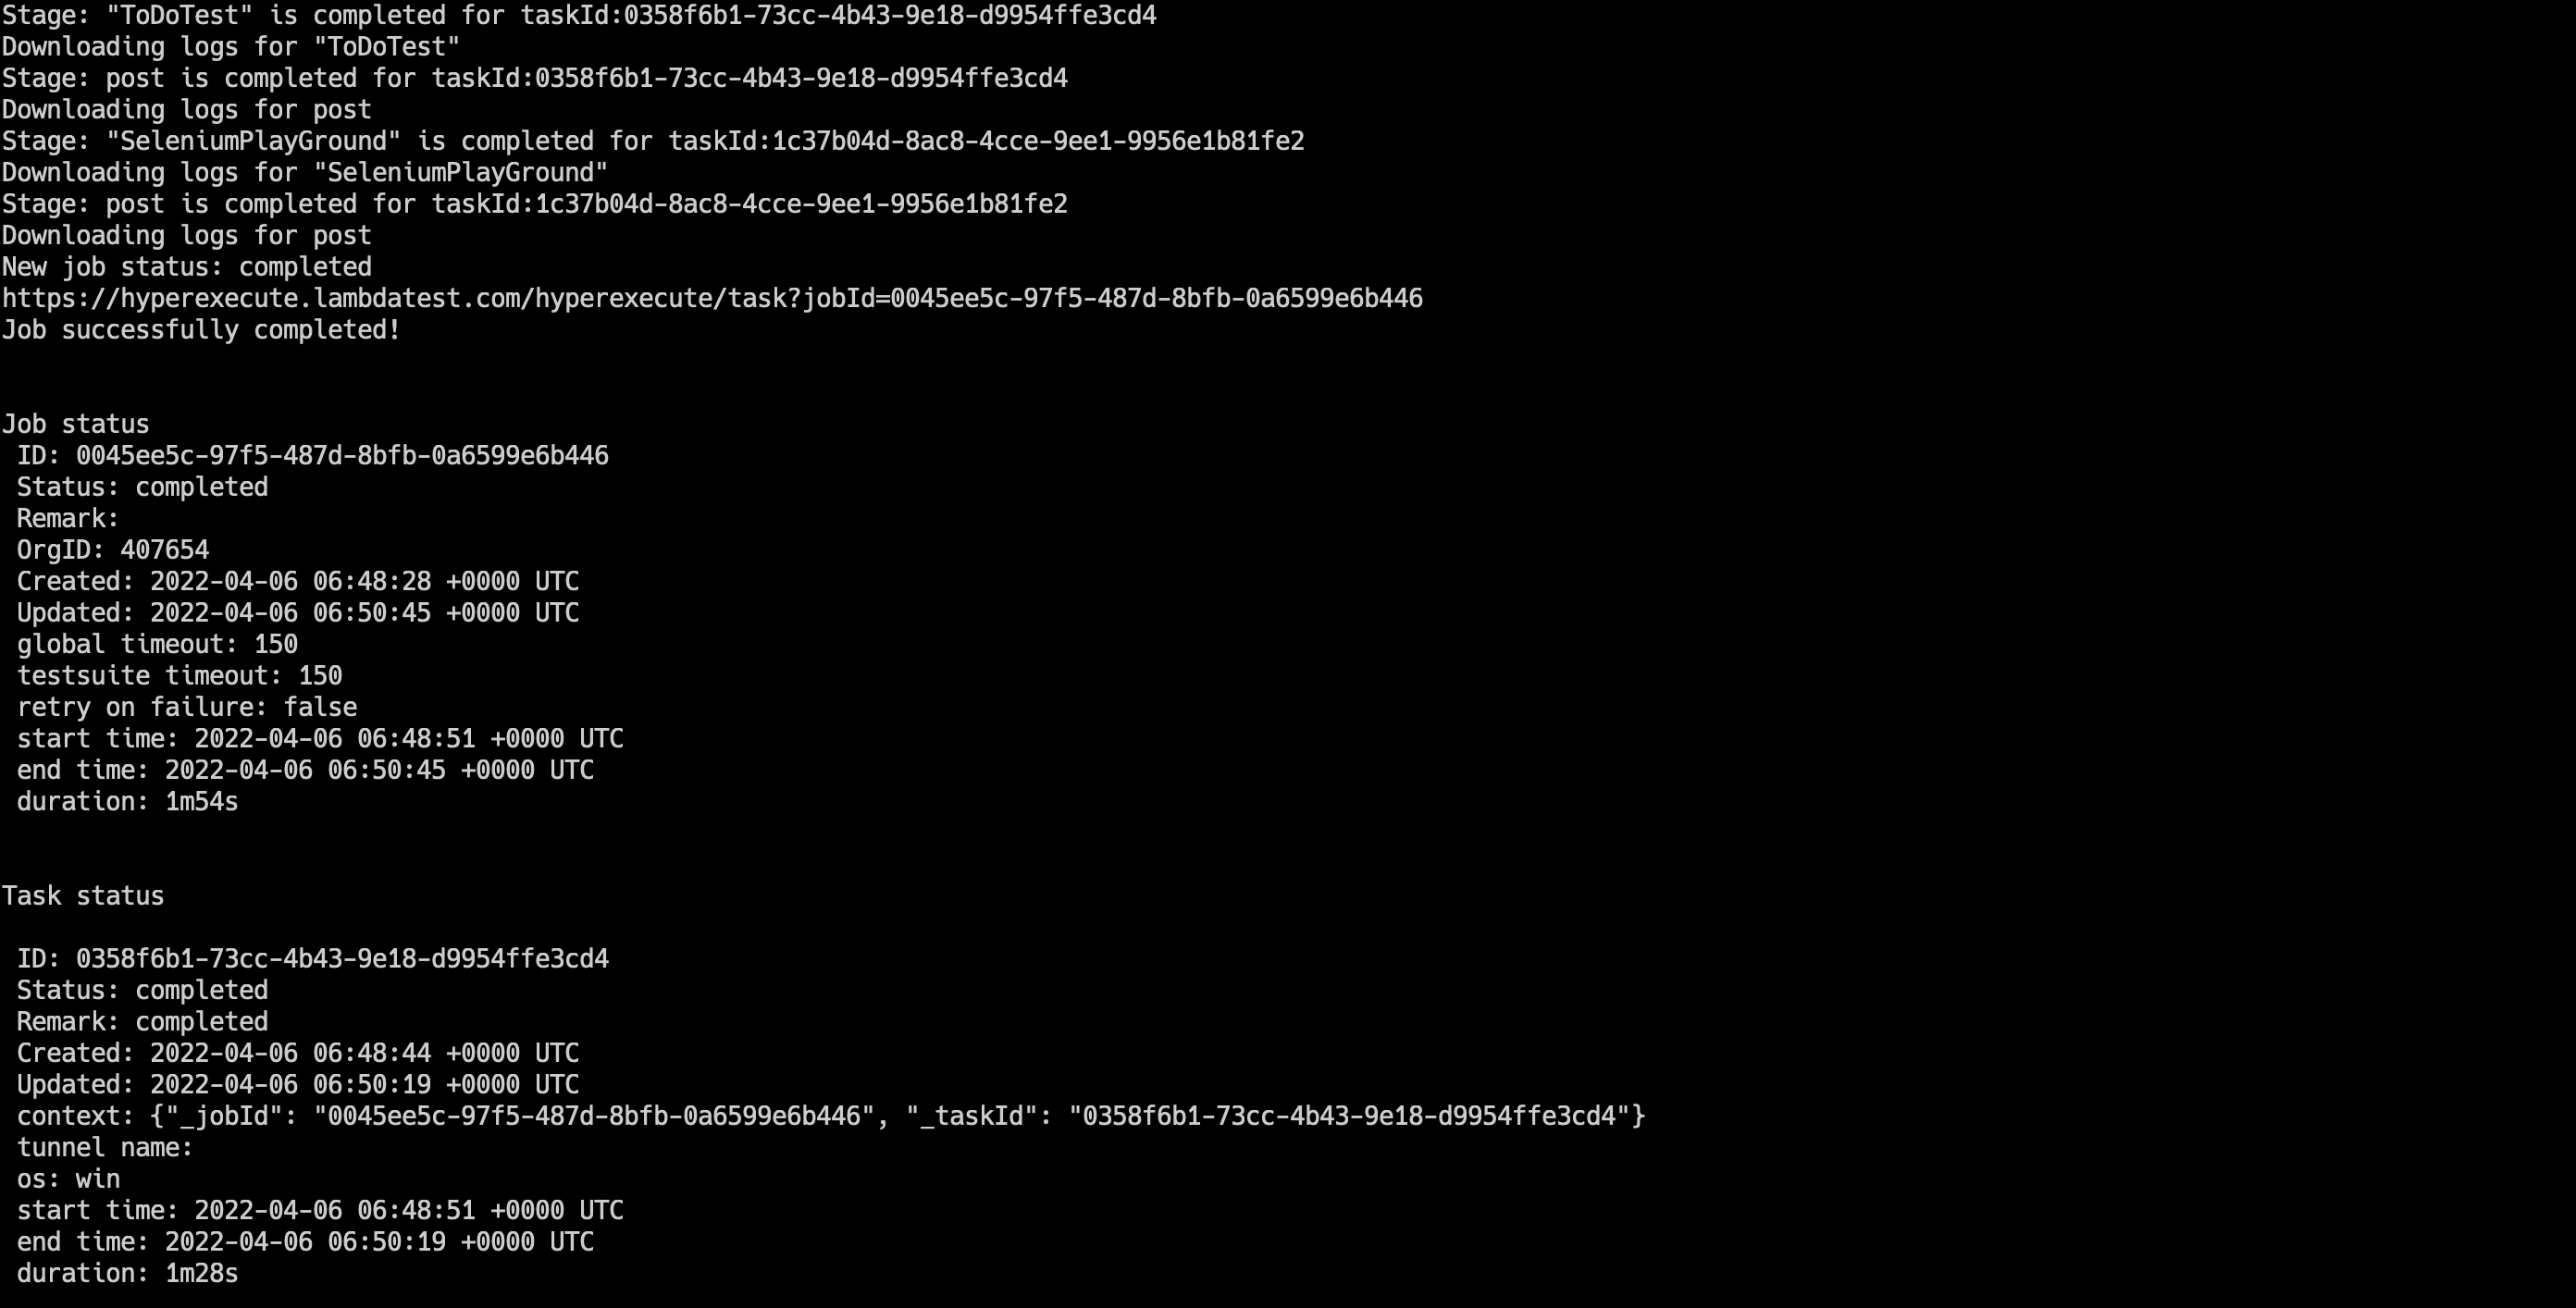 Stage: "ToDoTest" is completed for taskId:0358f6b1-73cc-4b43-9e18-d9954ffe3cd4
Downloading logs for "ToDoTest"
Stage: post is completed for taskId:0358f6b1-73cc-4b43-9e18-d9954ffe3cd4
Downloading logs for post
Stage: "SeleniumPlayGround" is completed for taskId:1c37b04d-8ac8-4cce-9ee1-9956e1b81fe2
Downloading logs for "SeleniumPlayGround"
Stage: post is completed for taskId:1c37b04d-8ac8-4cce-9ee1-9956e1b81fe2
Downloading logs for post
New job status: completed
https://hyperexecute.lambdatest.com/hyperexecute/task?jobId=0045ee5c-97f5-487d-8bfb-0a6599e6b446
Job successfully completed!
Job status
ID: 0045ee5c-97f5-487d-8bfb-0a6599e6b446
Status: completed
Remark:
OrgID: 407654
Created: 2022-04-06 06:48:28 +0000 UTC
Updated: 2022-04-06 06:50:45 +0000 UTC
global timeout: 150
testsuite timeout: 150
retry on failure: false
start time: 2022-04-06 06:48:51 +0000 UTC
end time: 2022-04-06 06:50:45 +0000 UTC
duration: 1m54s
Task status
ID: 0358f6b1-73cc-4b43-9e18-d9954ffe3cd4
Status: completed
Remark: completed
Created: 2022-04-06 06:48:44 +0000 UTC
Updated: 2022-04-06 06:50:19 +0000 UTC
context: {"_jobId": "0045ee5c-97f5-487d-8bfb-0a6599e6b446", "_taskId": "0358f6b1-73cc-4b43-9e18-d9954ffe3cd4"}
tunnel name:
os: win
start time: 2022-04-06 06:48:51 +0000 UTC
end time: 2022-04-06 06:50:19 +0000 UTC
duration: 1m28s